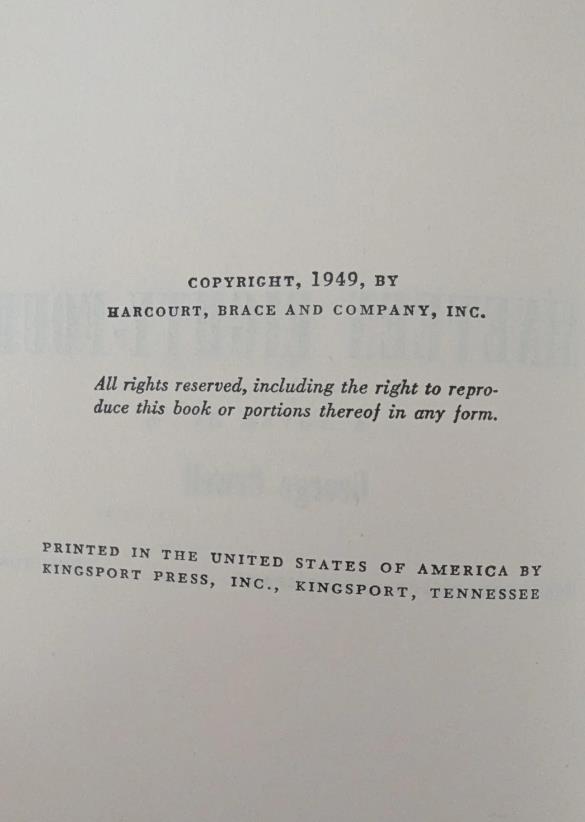 COPYRIGHT, 1949, BY
HARCOURT, BRACE AND COMPANY, INC.
All rights reserved, including the right to repro-
duce this book or portions thereof in any form.
PRINTED IN THE UNITED STATES OF AMERICA BY
KINGSPORT PRESS, INC., KINGSPORT, TENNESSEE